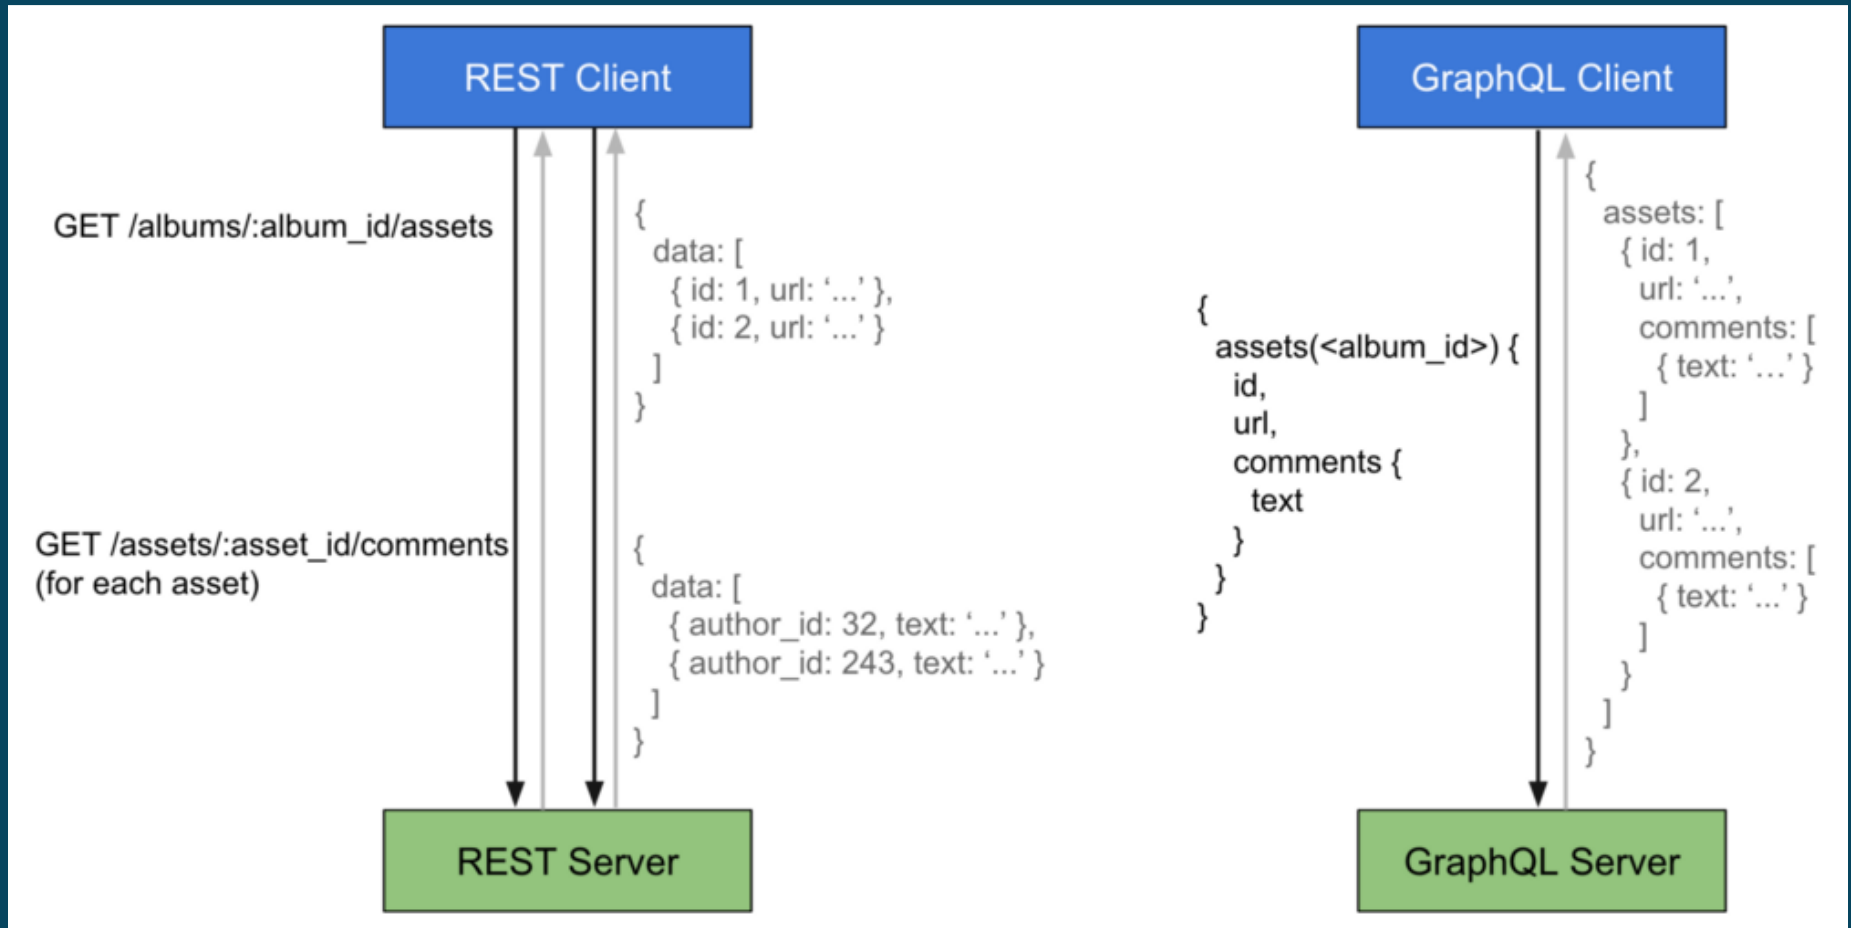 REST Client
GET /albums/:album_id/assets
{
data: [
{ id: 1, url: ‘...’ },
{ id: 2, url: ‘...’ }
]
}
GET /assets/:asset_id/comments
(for each asset)
{
data: [
{ author_id: 32, text: ‘...’ },
{ author_id: 243, text: ‘...’ }
]
}
REST Server
GraphQL Client
{
assets(<album_id>) {
id,
url,
comments {
text
}
}
}
{
assets: [
{ id: 1,
url: ‘...’,
comments: [
{ text: ‘...’ }
]
},
{ id: 2,
url: ‘...’,
comments: [
{ text: ‘...’ }
]
}
]
}
GraphQL Server